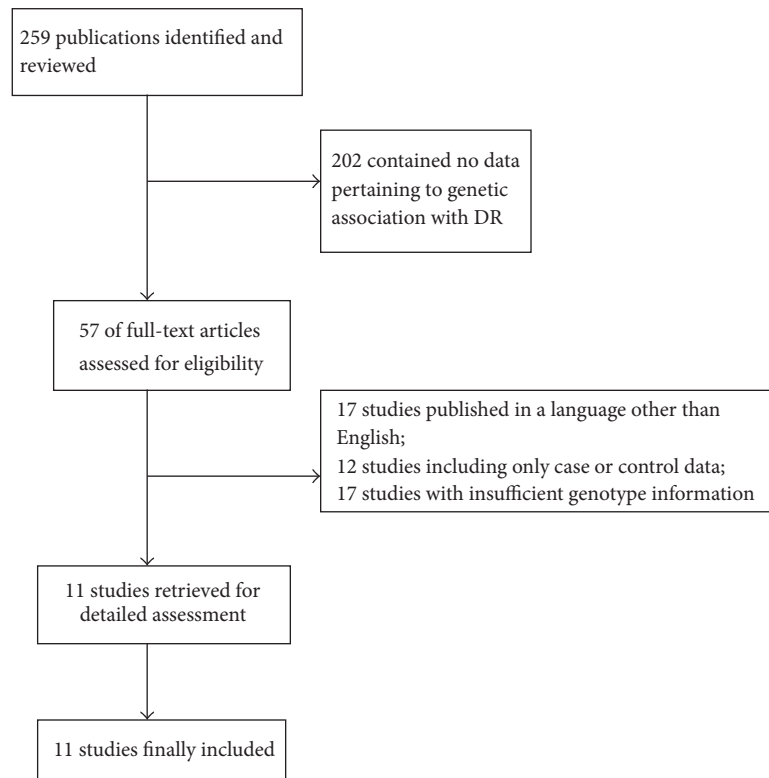 259 publications identified and
reviewed
202 contained no data
pertaining to genetic
association with DR
57 of full-text articles
assessed for eligibility
17 studies published in a language other than
English;
12 studies including only case or control data;
17 studies with insufficient genotype information
11 studies retrieved for
detailed assessment
11 studies finally included